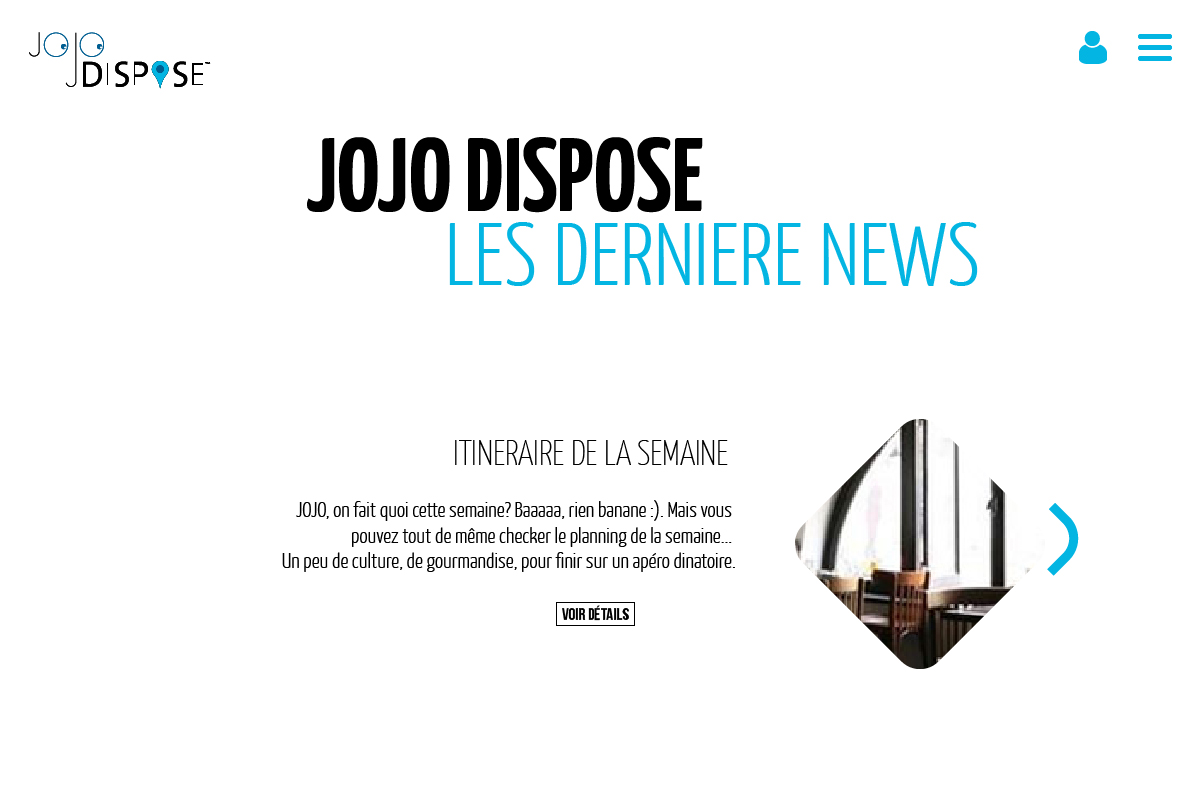 JOJO
DISPOSE™
JOJO DISPOSE
LES DERNIERE NEWS
ITINERAIRE DE LA SEMAINE
JOJO, on fait quoi cette semaine? Baaaaa, rien banane :). Mais vous
pouvez tout de même checker le planning de la semaine...
Un peu de culture, de gourmandise, pour finir sur un apéro dinatoire.
VOIR DÉTAILS